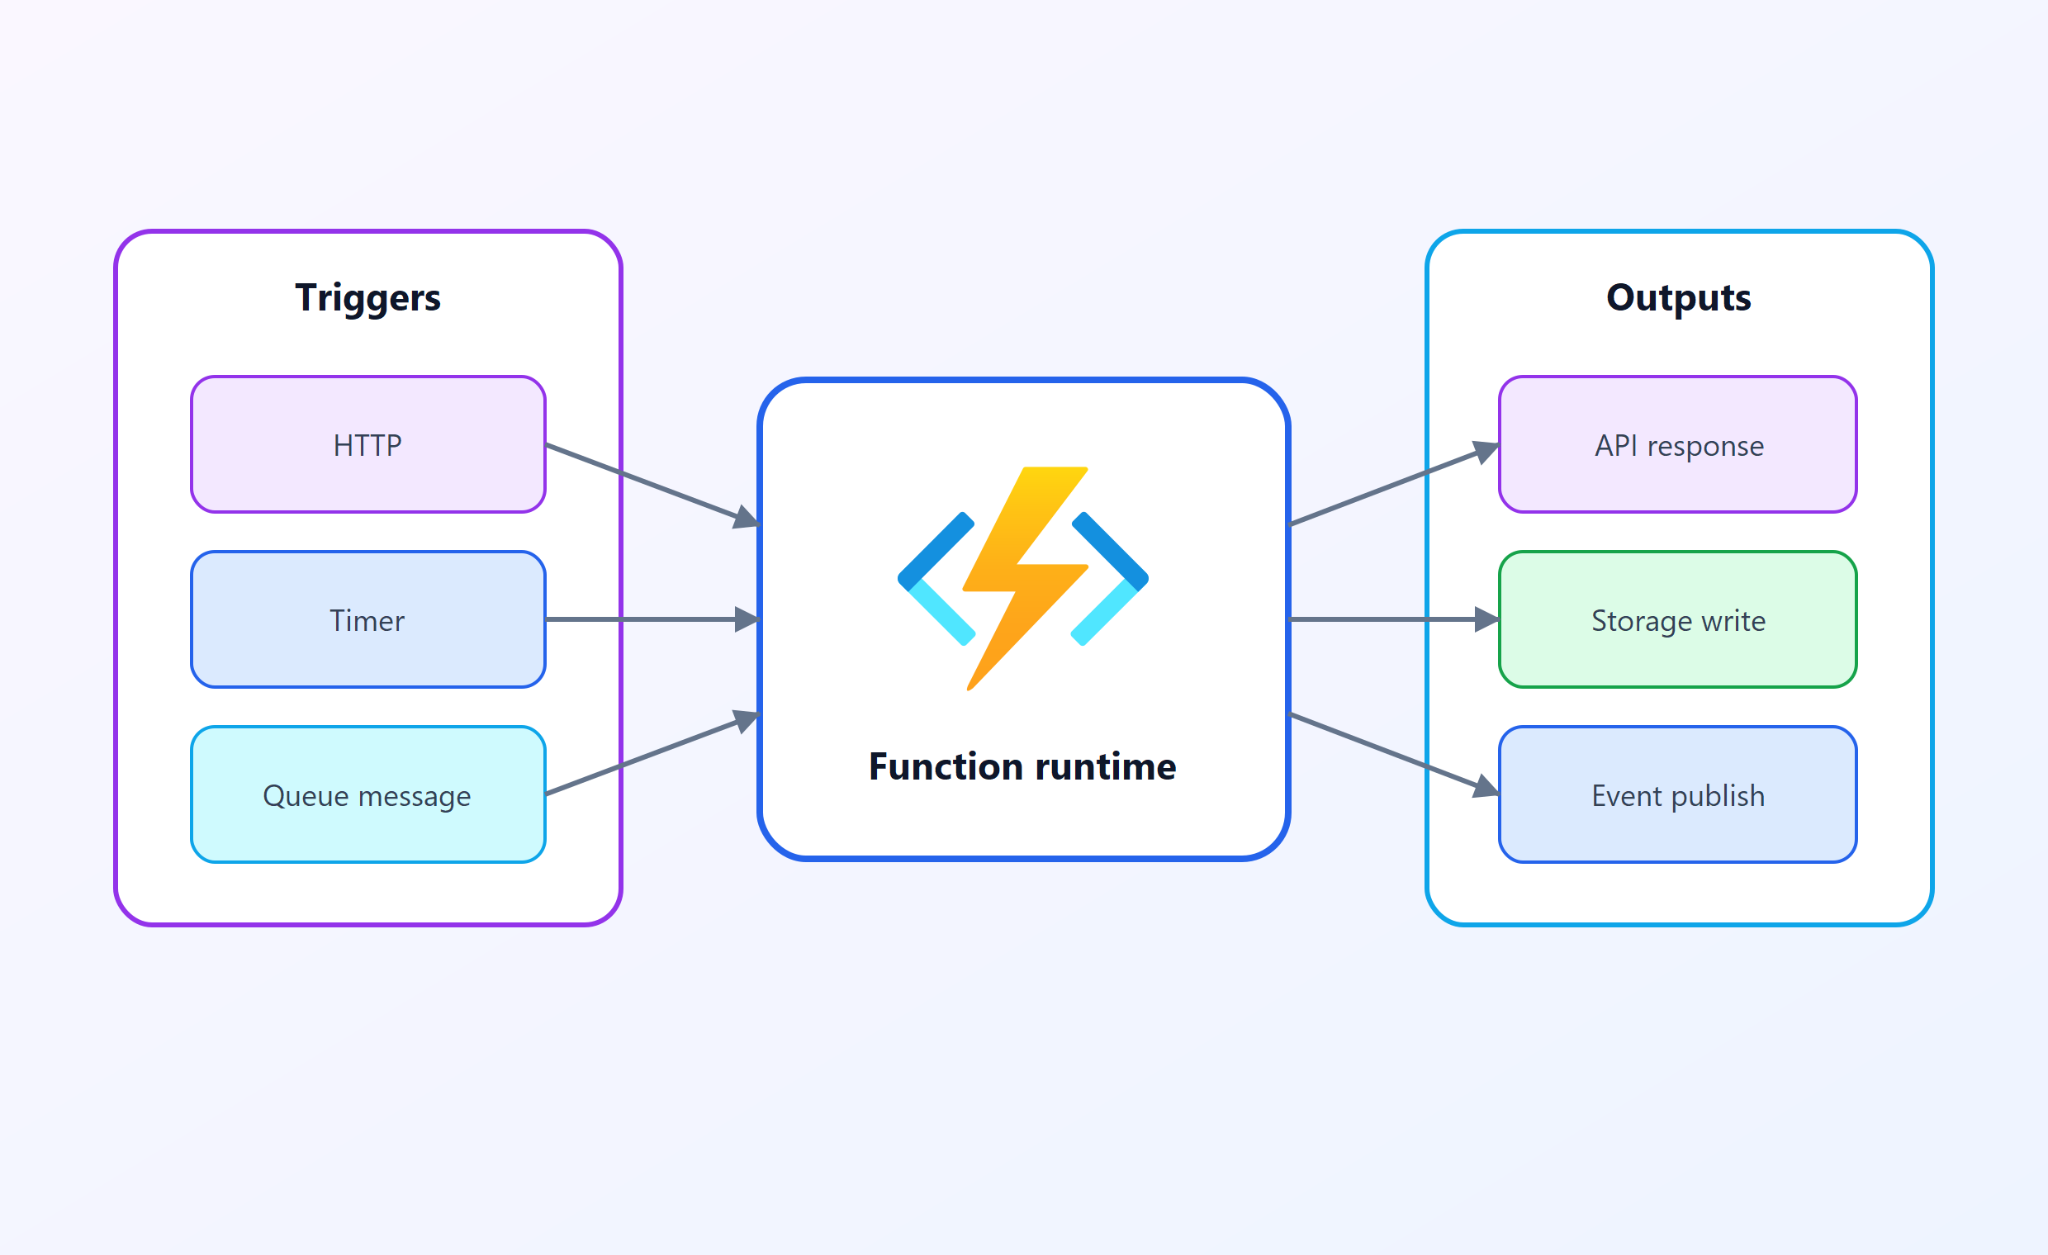 Triggers
HTTP
Timer
Queue message
Function runtime
Outputs
API response
Storage write
Event publish